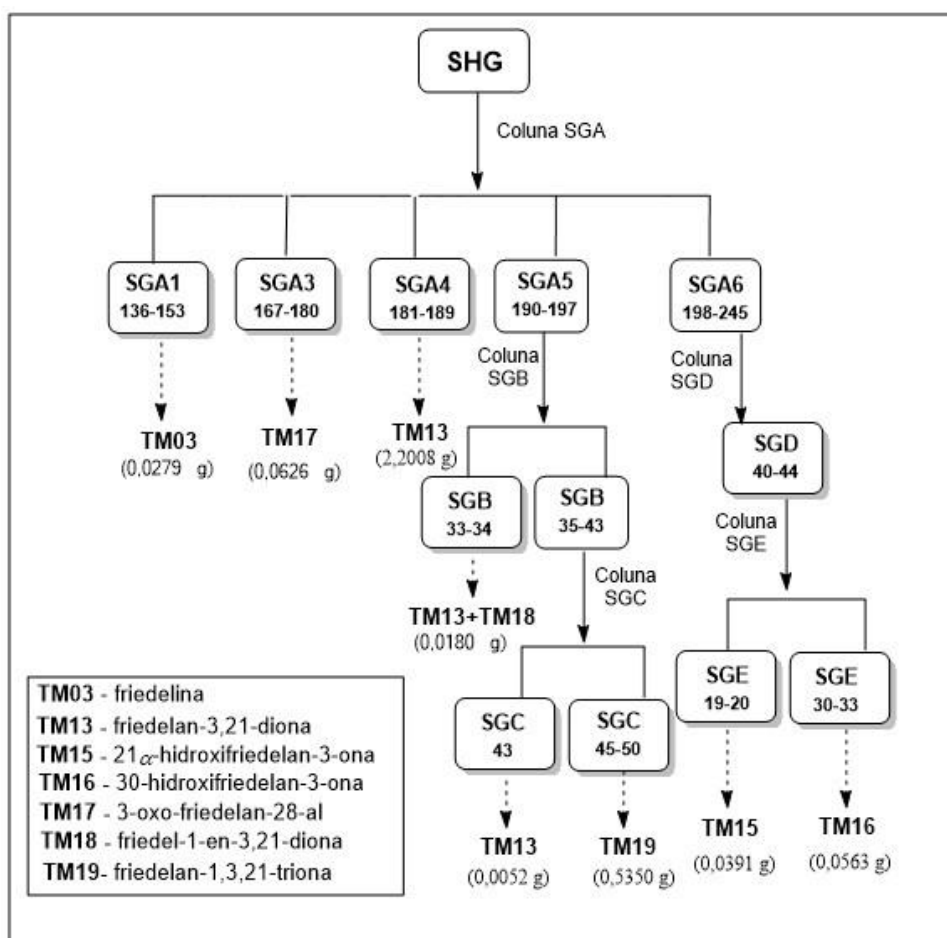 SHG
Coluna SGA
SGA1
136-153
SGA3
167-180
SGA4
181-189
SGA5
190-197
SGA6
198-245
Coluna
SGB
Coluna
SGD
TM03
(0,0279 g)
TM17
(0,0626 g)
TM13
(2,2008 g)
SGD
40-44
SGB
33-34
SGB
35-43
Coluna
SGE
Coluna
SGC
TM13+TM18
(0,0180 g)
SGC
43
SGC
45-50
SGE
19-20
SGE
30-33
TM13
(0,0052 g)
TM19
(0,5350 g)
TM15
(0,0391 g)
TM16
(0,0563 g)
TM03 - friedelina
TM13 - friedelan-3,21-diona
TM15 - 21α-hidroxifriedelan-3-ona
TM16 - 30-hidroxifriedelan-3-ona
TM17 - 3-oxo-friedelan-28-al
TM18 - friedel-1-en-3,21-diona
TM19- friedelan-1,3,21-triona